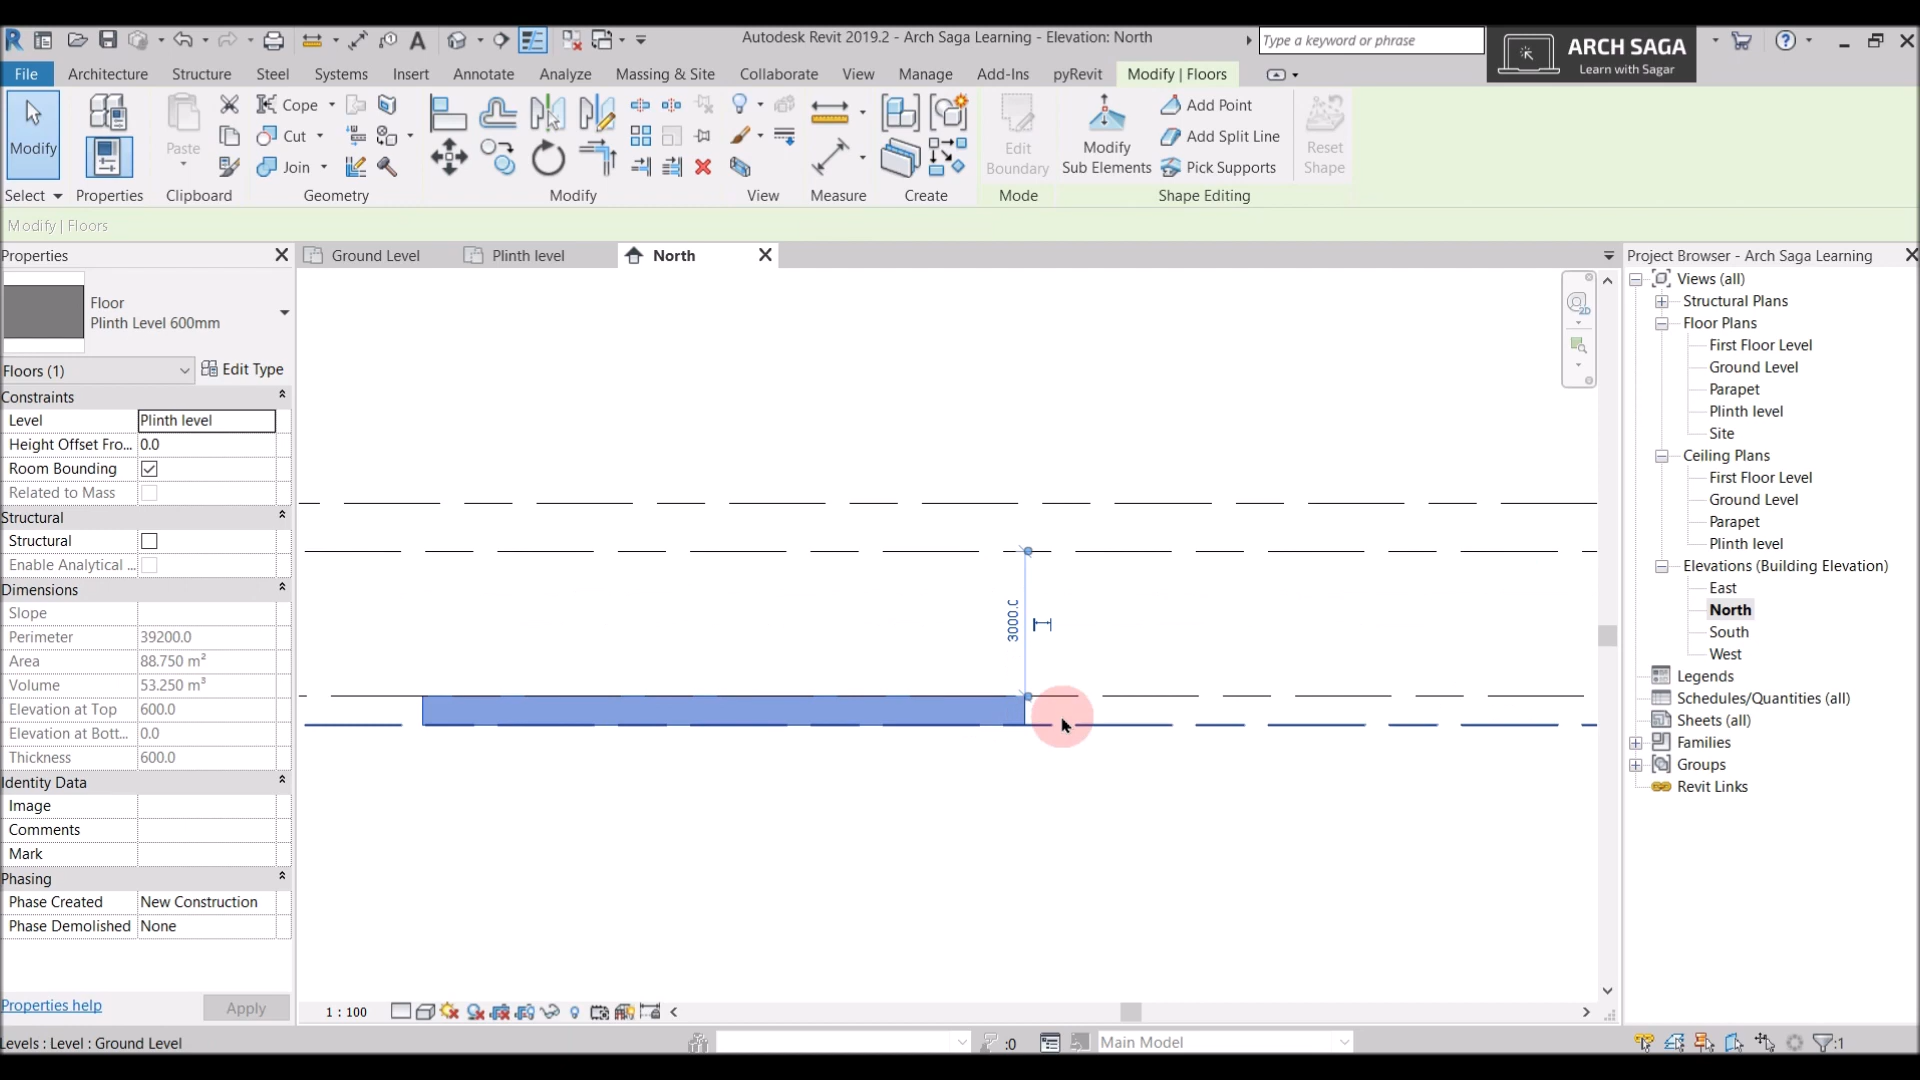 Autodesk Revit 2019.2 - Arch Saga Learning - Elevation: North
Type a keyword or phrase
ARCH SAGA
Learn with Sagar
File Architecture Structure Steel Systems Insert Annotate Analyze Massing & Site Collaborate View Manage Add-Ins pyRevit Modify | Floors
Modify
Paste
Cope
Cut
Join
Edit
Boundary
Modify
Sub Elements
Add Point
Add Split Line
Pick Supports
Reset
Shape
Select Properties Clipboard Geometry Modify View Measure Create Mode Shape Editing
Modify | Floors
Properties
Floor
Plinth Level 600mm
Floors (1)
Edit Type
Constraints
Level Plinth level
Height Offset Fro... 0.0
Room Bounding
Related to Mass
Structural
Structural
Enable Analytical ...
Dimensions
Slope
Perimeter 39200.0
Area 88.750 m²
Volume 53.250 m³
Elevation at Top 600.0
Elevation at Bott... 0.0
Thickness 600.0
Identity Data
Image
Comments
Mark
Phasing
Phase Created New Construction
Phase Demolished None
Properties help
Apply
Ground Level Plinth level North
2D
3000.0
1 : 100
Project Browser - Arch Saga Learning
Views (all)
Structural Plans
Floor Plans
First Floor Level
Ground Level
Parapet
Plinth level
Site
Ceiling Plans
First Floor Level
Ground Level
Parapet
Plinth level
Elevations (Building Elevation)
East
North
South
West
Legends
Schedules/Quantities (all)
Sheets (all)
Families
Groups
Revit Links
Levels : Level : Ground Level
:0
Main Model
:1